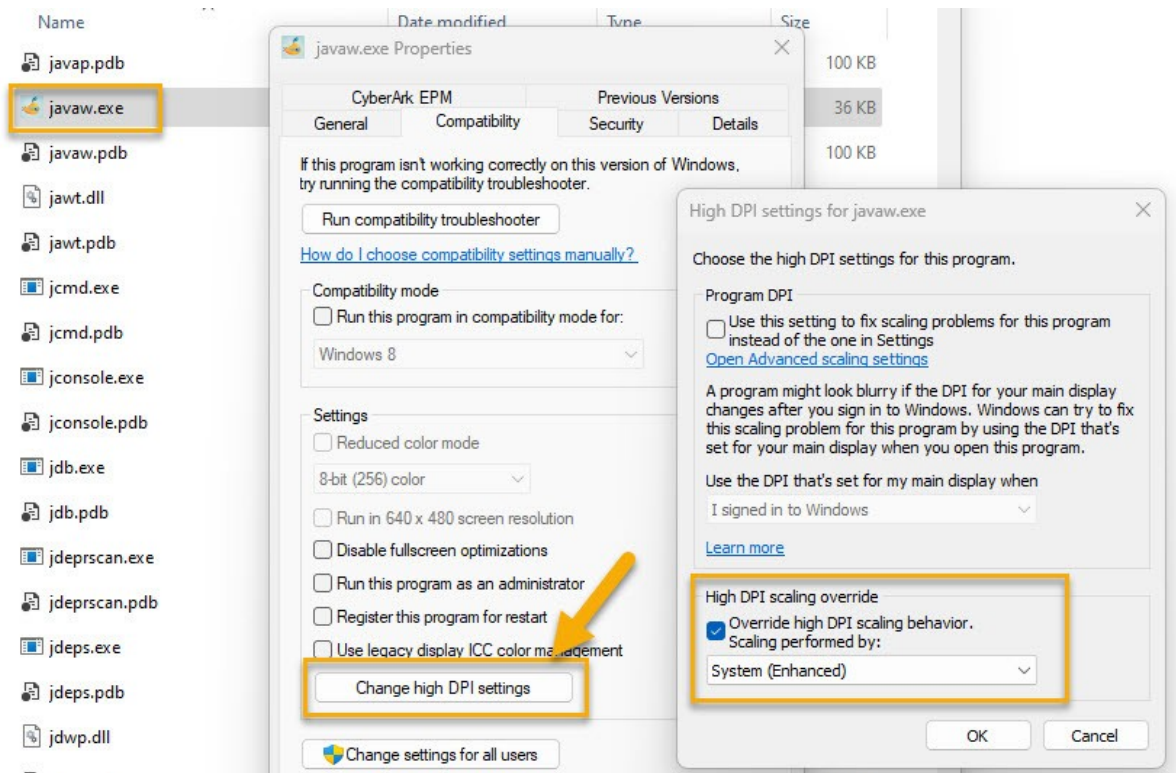 Name
Date modified
Type
Size
javap.pdb
100 KB
javaw.exe
36 KB
javaw.pdb
100 KB
jawt.dll
jawt.pdb
jcmd.exe
jcmd.pdb
jconsole.exe
jconsole.pdb
jdb.exe
jdb.pdb
jdeprscan.exe
jdeprscan.pdb
jdeps.exe
jdeps.pdb
jdwp.dll
javaw.exe Properties
CyberArk EPM
Previous Versions
General
Compatibility
Security
Details
If this program isn't working correctly on this version of Windows,
try running the compatibility troubleshooter.
Run compatibility troubleshooter
How do I choose compatibility settings manually?
Compatibility mode
Run this program in compatibility mode for:
Windows 8
Settings
Reduced color mode
8-bit (256) color
Run in 640 x 480 screen resolution
Disable fullscreen optimizations
Run this program as an administrator
Register this program for restart
Use legacy display ICC color management
Change high DPI settings
Change settings for all users
High DPI settings for javaw.exe
Choose the high DPI settings for this program.
Program DPI
Use this setting to fix scaling problems for this program
instead of the one in Settings
Open Advanced scaling settings
A program might look blurry if the DPI for your main display
changes after you sign in to Windows. Windows can try to fix
this scaling problem for this program by using the DPI that's
set for your main display when you open this program.
Use the DPI that's set for my main display when
I signed in to Windows
Learn more
High DPI scaling override
Override high DPI scaling behavior.
Scaling performed by:
System (Enhanced)
OK
Cancel